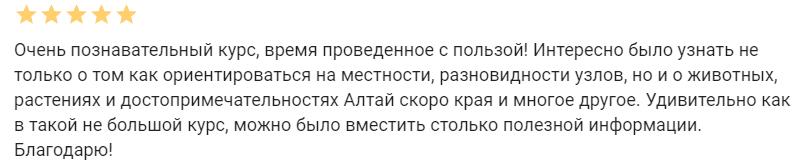 Очень познавательный курс, время проведенное с пользой! Интересно было узнать не
только о том как ориентироваться на местности, разновидности узлов, но и о животных,
растениях и достопримечательностях Алтай скоро края и многое другое. Удивительно как
в такой не большой курс, можно было вместить столько полезной информации.
Благодарю!